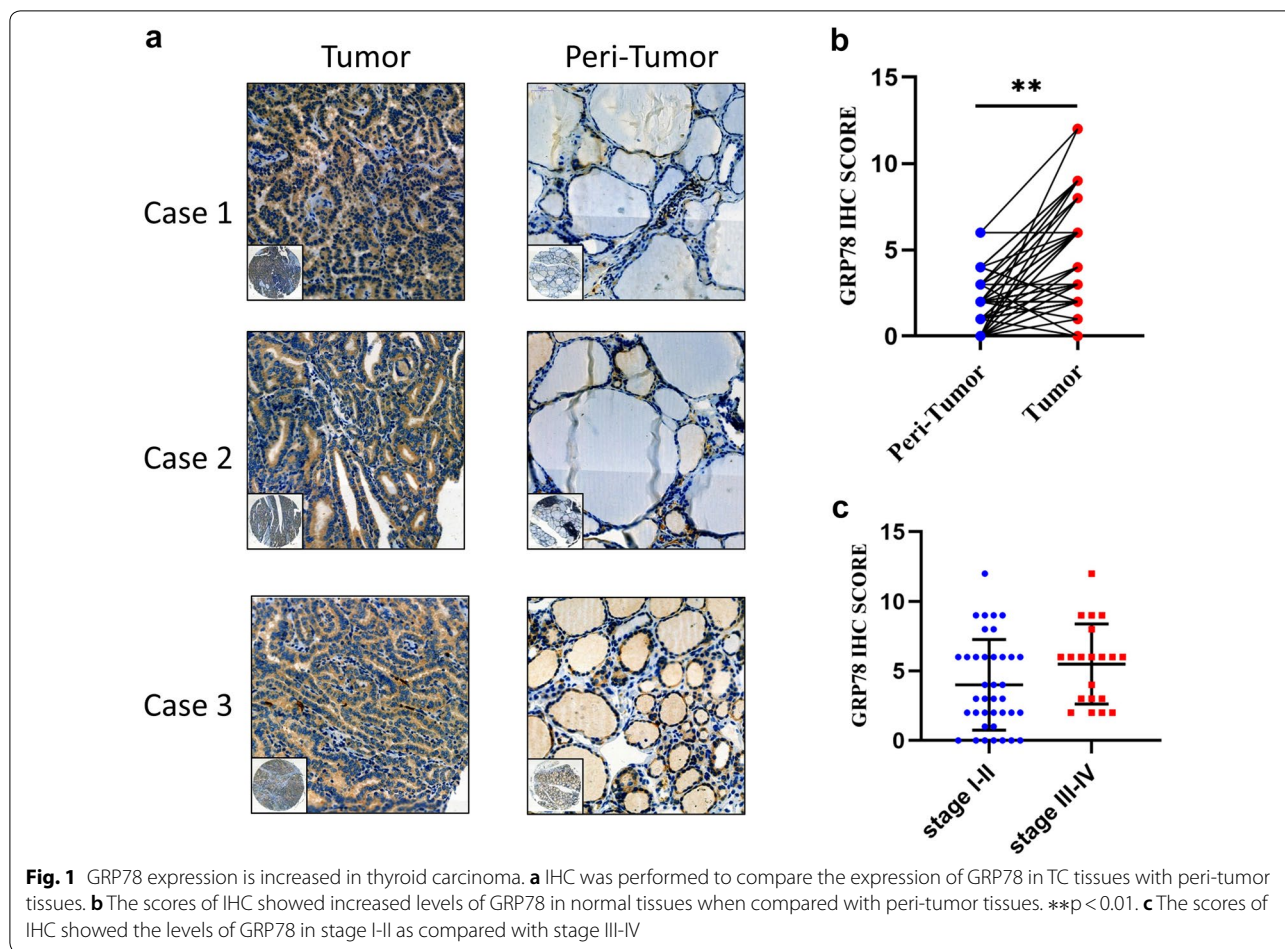 a
Tumor
Peri-Tumor
Case 1
Case 2
Case 3
b
**
GRP78 IHC SCORE
15
10
5
0
Peri-Tumor
Tumor
c
GRP78 IHC SCORE
15
10
5
0
stage I-II
stage III-IV
Fig. 1 GRP78 expression is increased in thyroid carcinoma. a IHC was performed to compare the expression of GRP78 in TC tissues with peri-tumor
tissues. b The scores of IHC showed increased levels of GRP78 in normal tissues when compared with peri-tumor tissues. **p < 0.01. c The scores of
IHC showed the levels of GRP78 in stage I-II as compared with stage III-IV